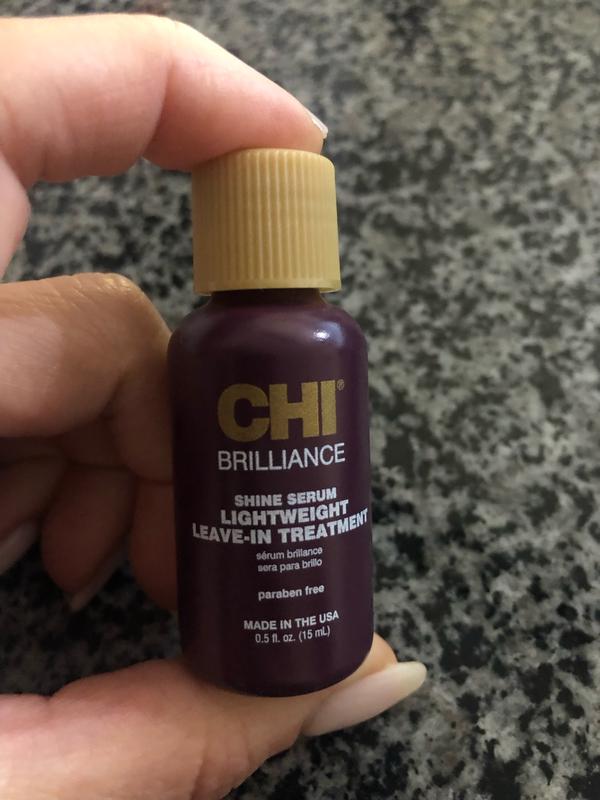 CHI®
BRILLIANCE
SHINE SERUM
LIGHTWEIGHT
LEAVE-IN TREATMENT
sérum brillance
sera para brillo
paraben free
MADE IN THE USA
0.5 fl. oz. (15 mL)